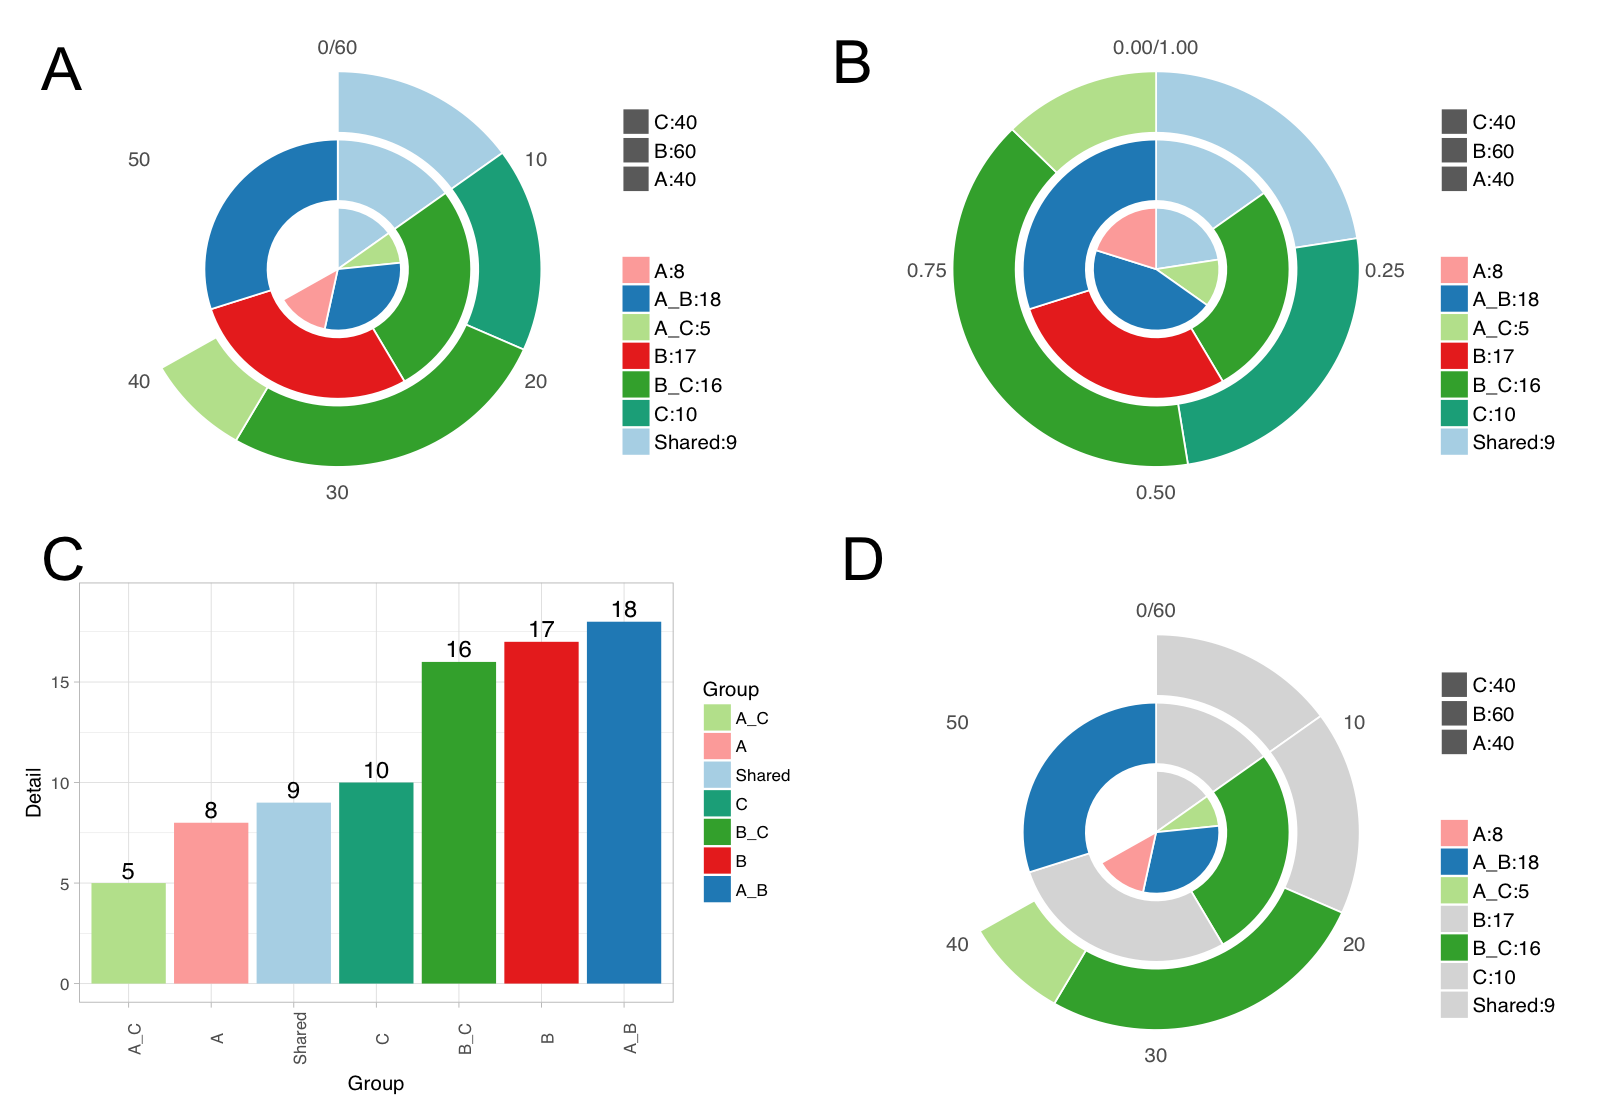 A
0/60
10
20
30
40
50
C:40
B:60
A:40
A:8
A_B:18
A_C:5
B:17
B_C:16
C:10
Shared:9
B
0.00/1.00
0.25
0.50
0.75
C:40
B:60
A:40
A:8
A_B:18
A_C:5
B:17
B_C:16
C:10
Shared:9
C
Detail
15
10
5
0
5
8
9
10
16
17
18
A_C
A
Shared
C
B_C
B
A_B
Group
Group
A_C
A
Shared
C
B_C
B
A_B
D
0/60
10
20
30
40
50
C:40
B:60
A:40
A:8
A_B:18
A_C:5
B:17
B_C:16
C:10
Shared:9